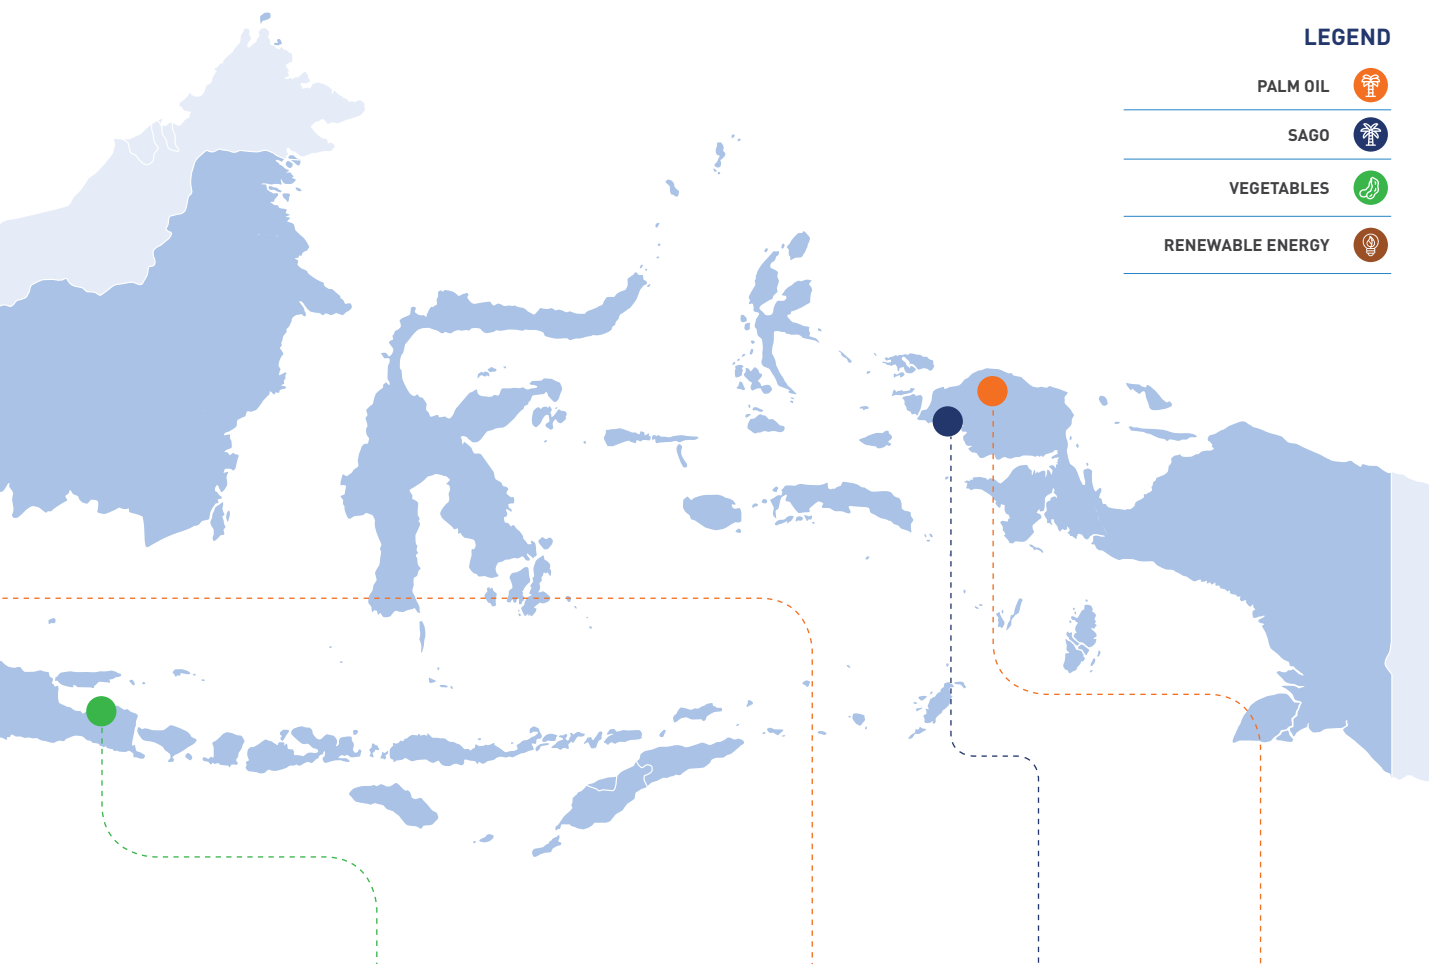 LEGEND
PALM OIL
SAGO
VEGETABLES
RENEWABLE ENERGY